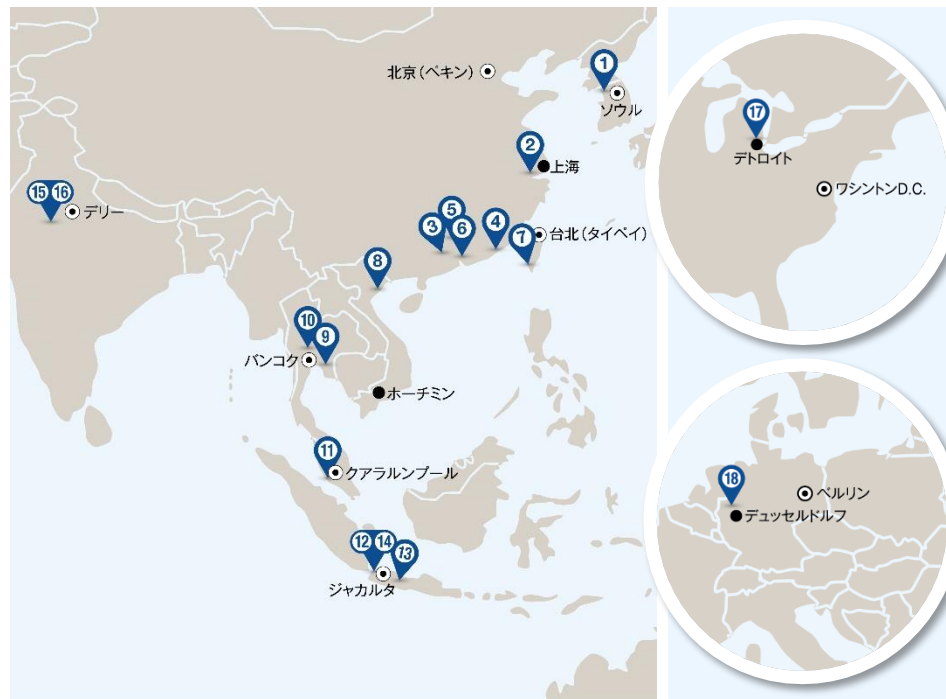 1
北京（ペキン）
ソウル
2
上海
15 16
デリー
5
3
6
4
7
台北（タイペイ）
8
10
9
バンコク
ホーチミン
11
クアラルンプール
12 14 13
ジャカルタ
17
デトロイト
ワシントンD.C.
18
ベルリン
デュッセルドルフ